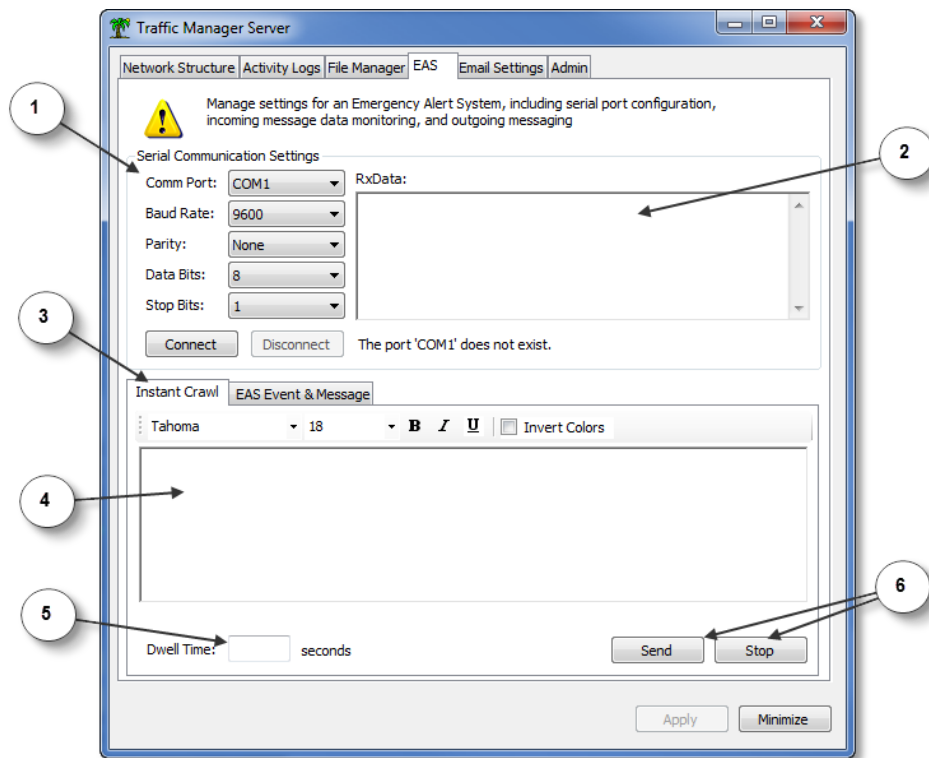 Traffic Manager Server
Network Structure Activity Logs File Manager EAS Email Settings Admin
1
Manage settings for an Emergency Alert System, including serial port configuration,
incoming message data monitoring, and outgoing messaging
2
Serial Communication Settings
Comm Port: COM1 RxData:
Baud Rate: 9600
Parity: None
Data Bits: 8
Stop Bits: 1
3
Connect Disconnect The port 'COM1' does not exist.
Instant Crawl EAS Event & Message
Tahoma 18 B I U Invert Colors
4
5
6
Dwell Time: seconds Send Stop
Apply Minimize